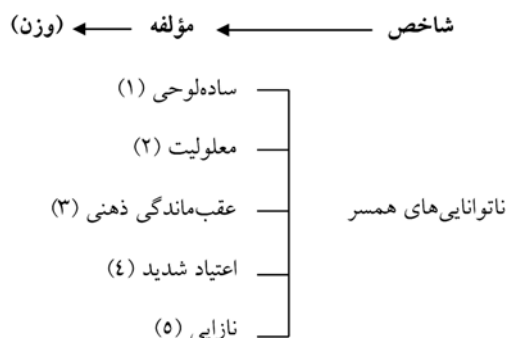 شاخص مؤلفه (وزن)
ساده‌لوحی (۱)
معلولیت (۲)
ناتوانایی‌های همسر عقب‌ماندگی ذهنی (۳)
اعتیاد شدید (٤)
نازایی (٥)